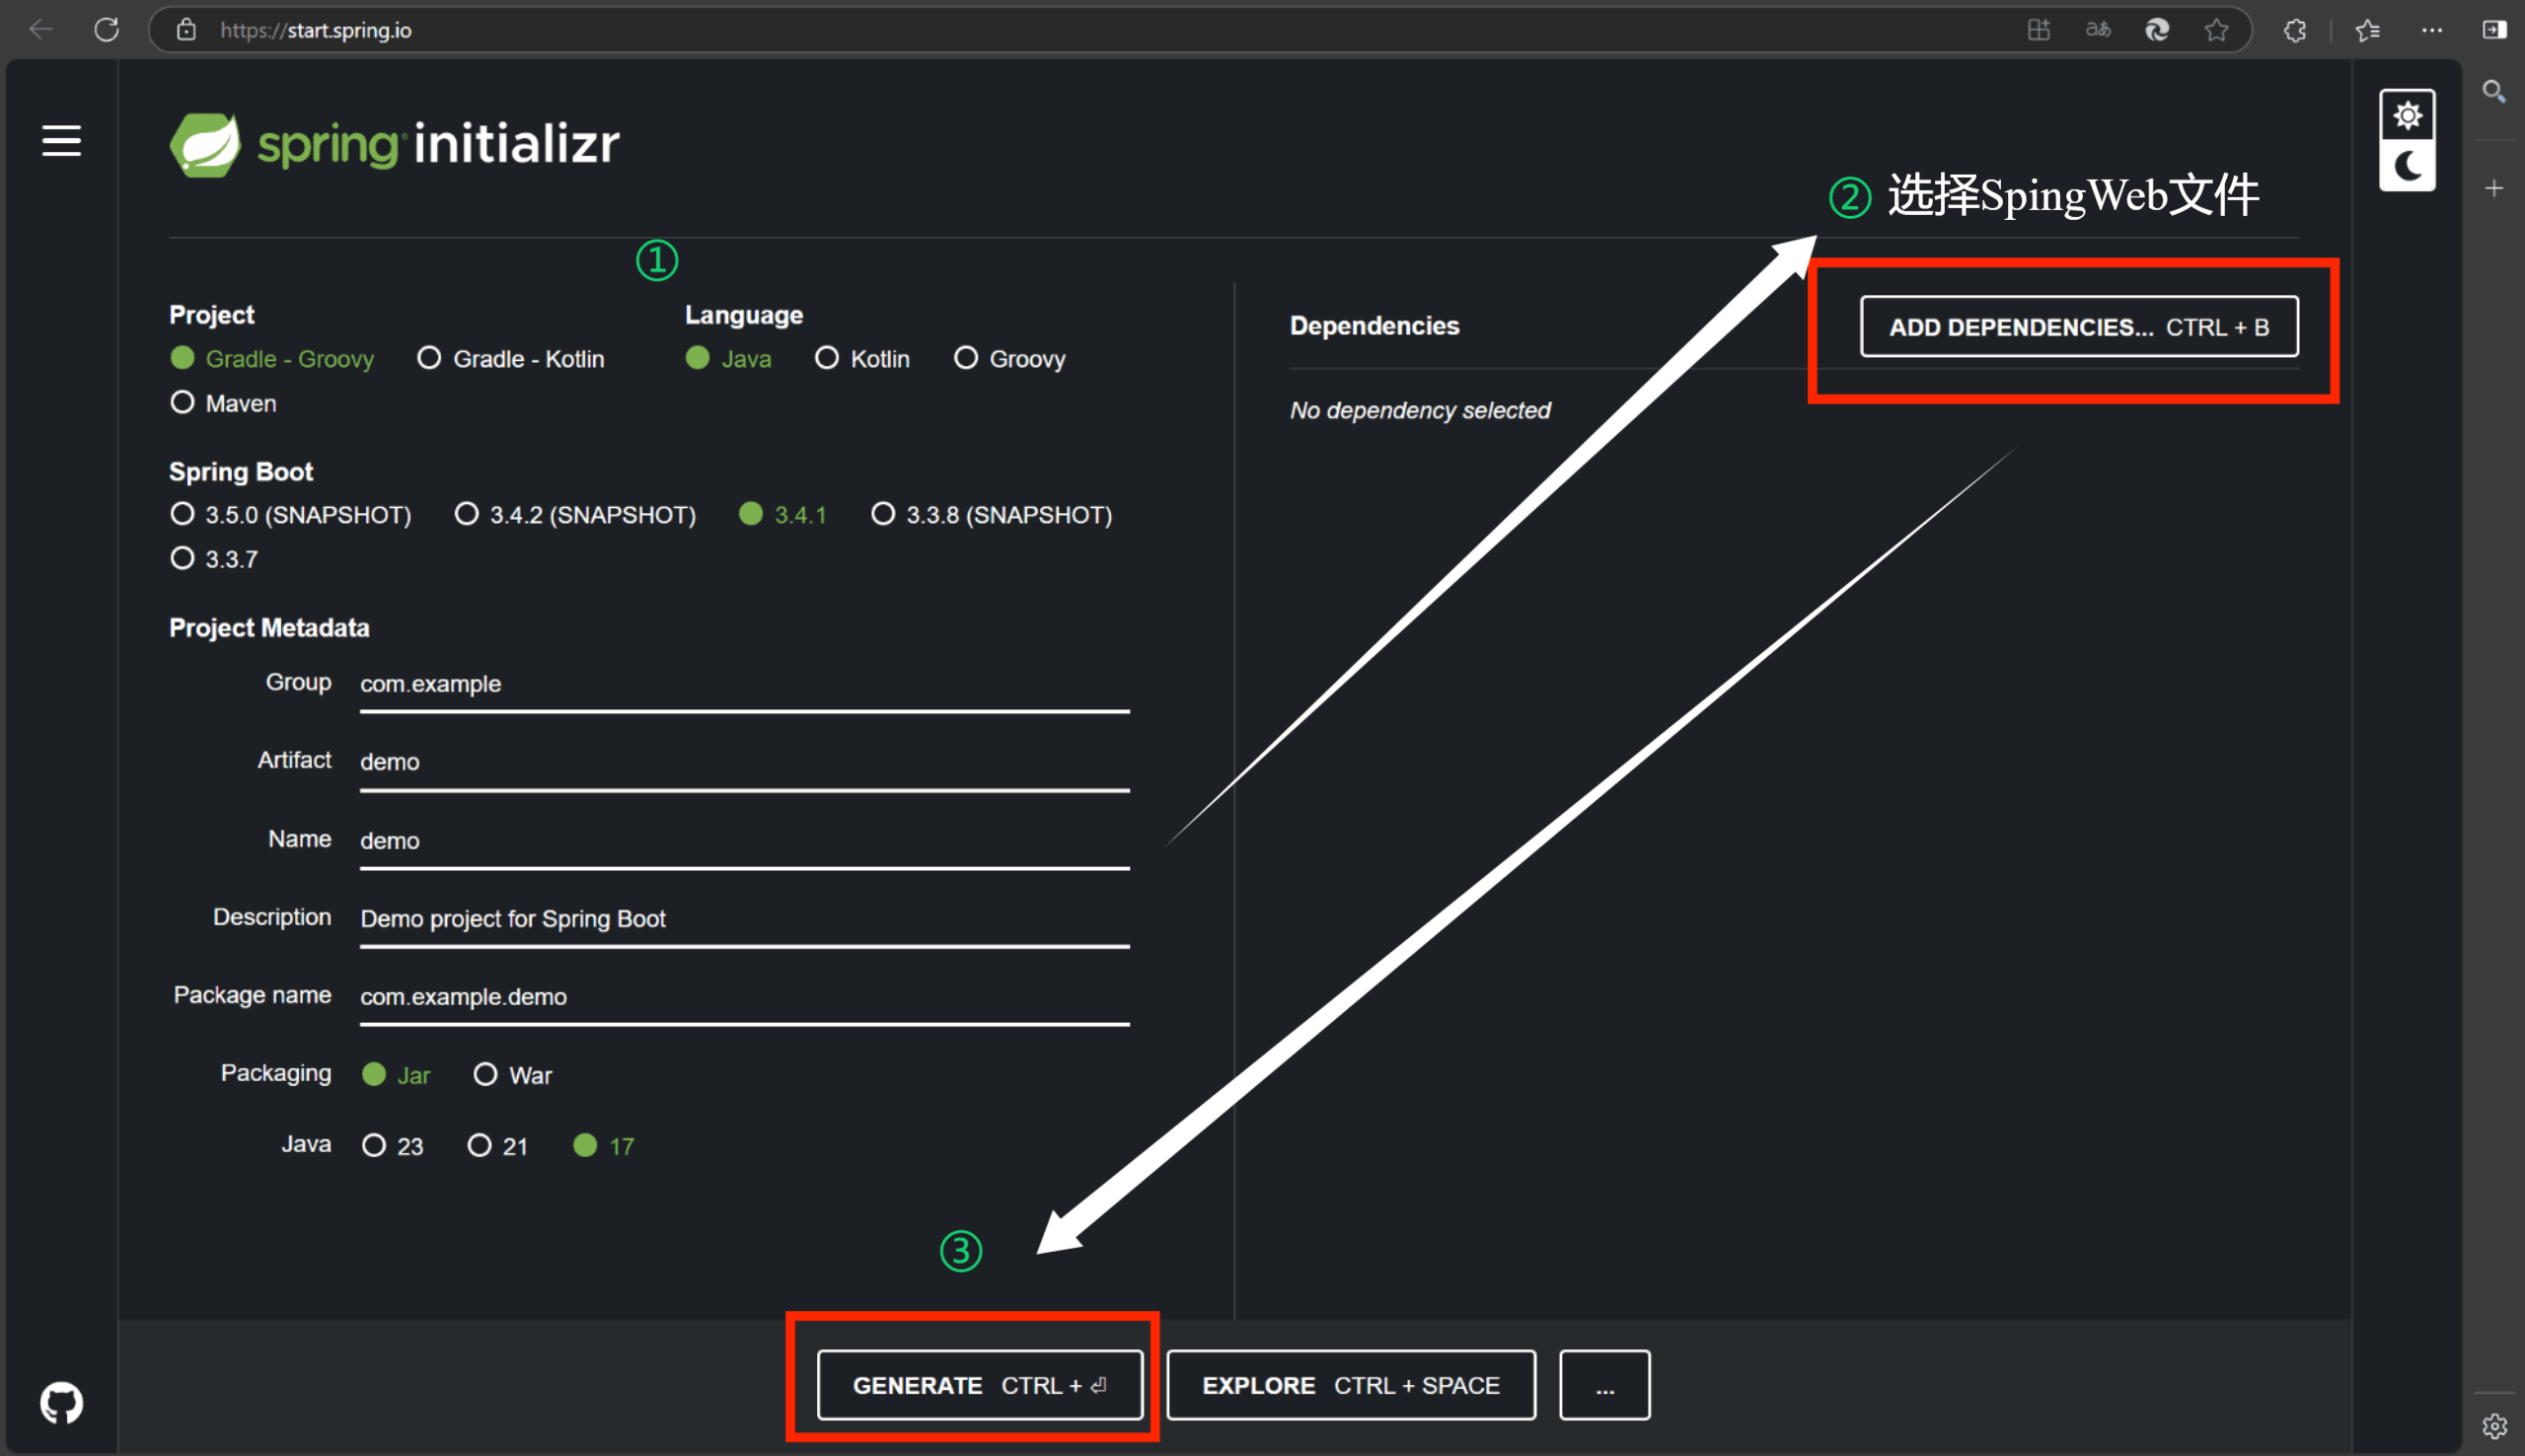 https://start.spring.io
spring initializr
② 选择SpingWeb文件
①
Project
Gradle - Groovy Gradle - Kotlin
Maven
Language
Java Kotlin Groovy
Spring Boot
3.5.0 (SNAPSHOT) 3.4.2 (SNAPSHOT) 3.4.1 3.3.8 (SNAPSHOT)
3.3.7
Project Metadata
Group com.example
Artifact demo
Name demo
Description Demo project for Spring Boot
Package name com.example.demo
Packaging Jar War
Java 23 21 17
Dependencies ADD DEPENDENCIES... CTRL + B
No dependency selected
③
GENERATE CTRL + ⏎ EXPLORE CTRL + SPACE ...